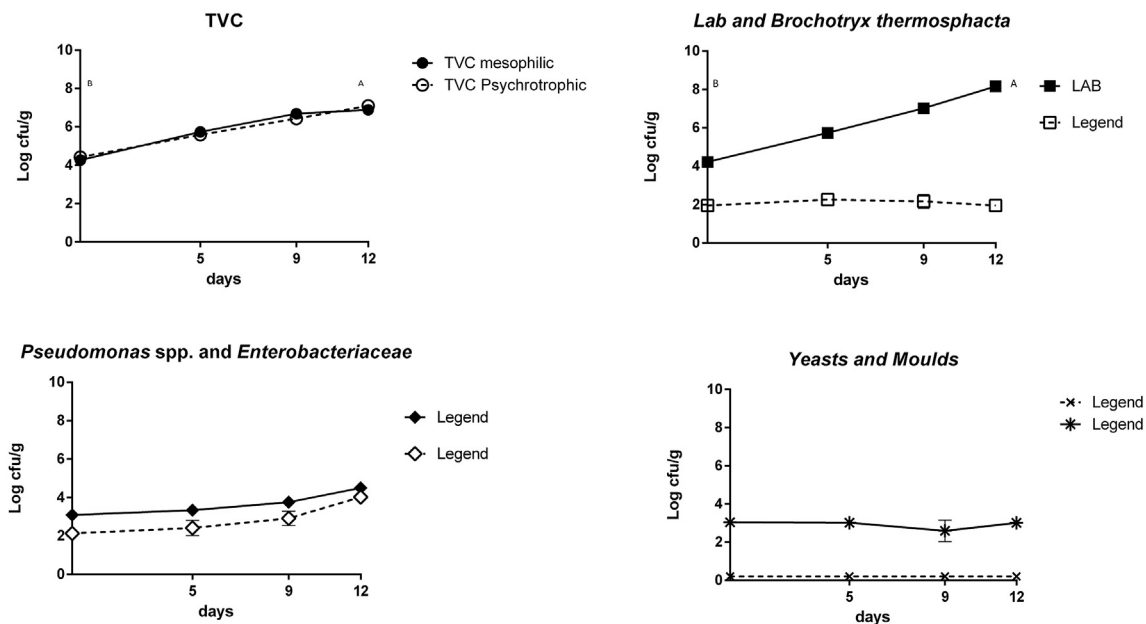 TVC
10
8
6
4
2
0
Log cfu/g
B
A
5
9
12
days
TVC mesophilic
TVC Psychrotrophic
Lab and Brochotryx thermosphacta
10
8
6
4
2
0
Log cfu/g
B
A
5
9
12
days
LAB
Legend
Pseudomonas spp. and Enterobacteriaceae
10
8
6
4
2
0
Log cfu/g
5
9
12
days
Legend
Legend
Yeasts and Moulds
10
8
6
4
2
0
Log cfu/g
5
9
12
days
Legend
Legend